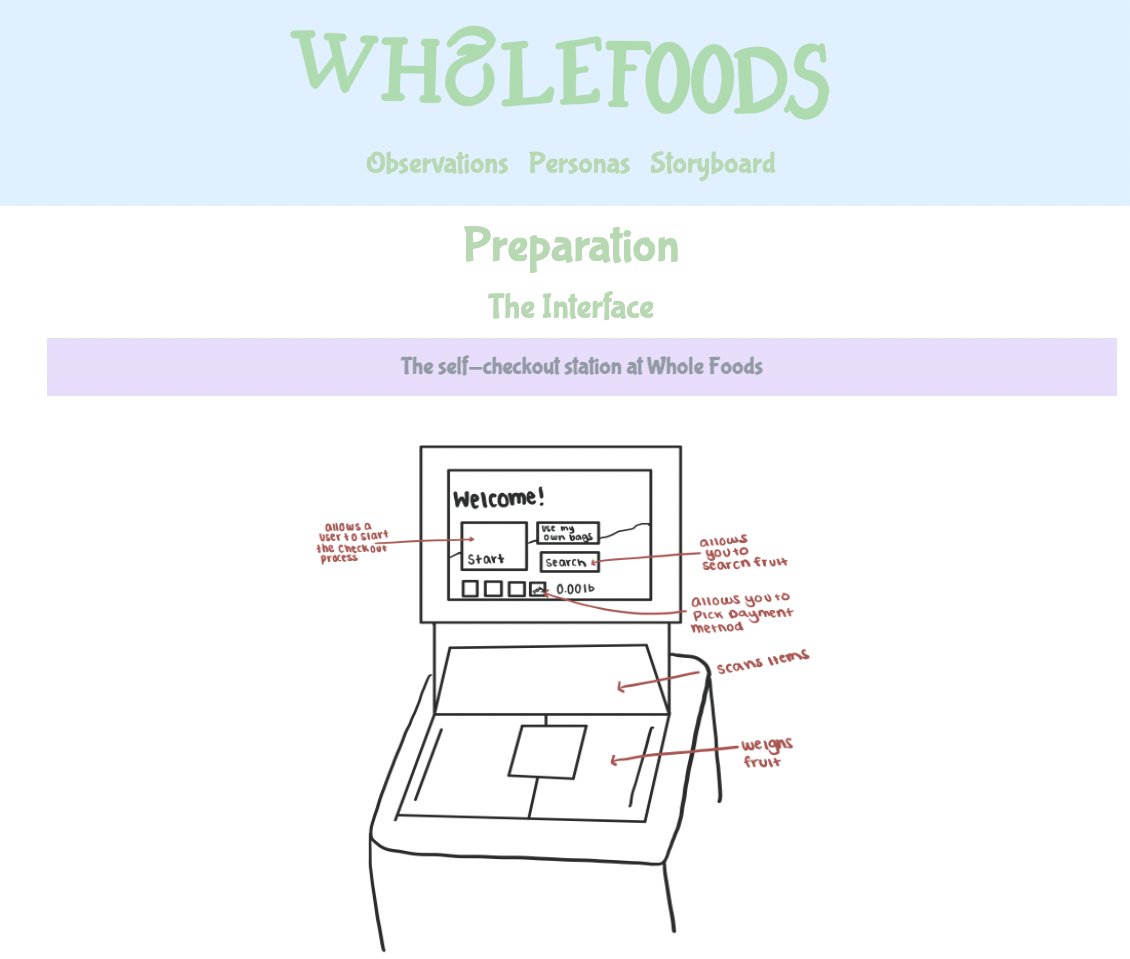 WHOLEFOODS
Observations Personas Storyboard
Preparation
The Interface
The self-checkout station at Whole Foods
Welcome!
use my
own bags
Start
Search
0.00lb
allows a
user to start
the checkout
process
allows
you to
search fruit
allows you to
pick payment
method
scans items
weighs
fruit